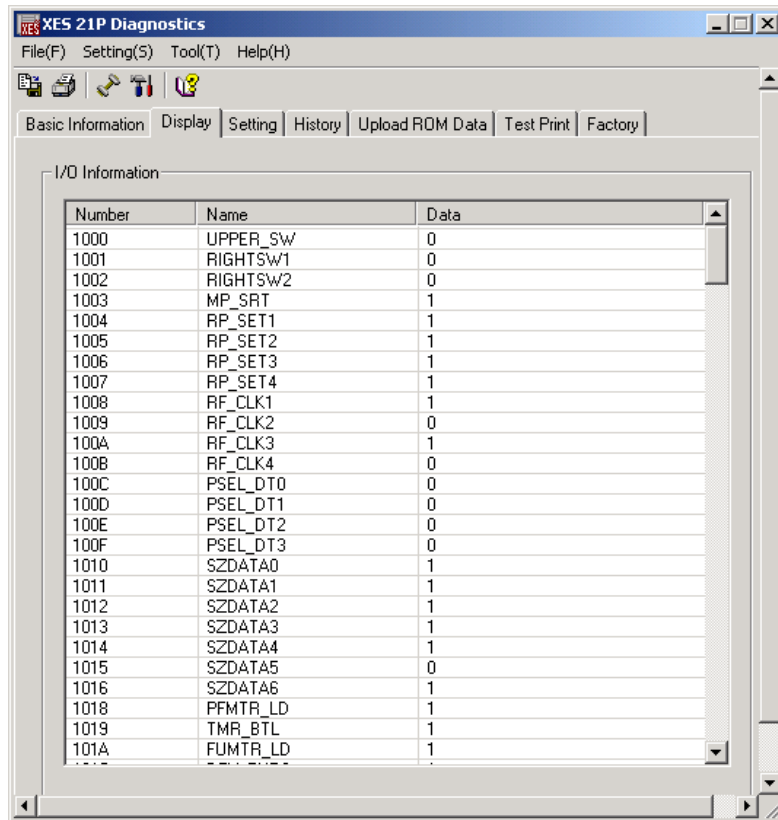 XES 21P Diagnostics
File(F) Setting(S) Tool(T) Help(H)
Basic Information Display Setting History Upload ROM Data Test Print Factory
I/O Information
Number Name Data
1000 UPPER_SW 0
1001 RIGHTSW1 0
1002 RIGHTSW2 0
1003 MP_SRT 1
1004 RP_SET1 1
1005 RP_SET2 1
1006 RP_SET3 1
1007 RP_SET4 1
1008 RF_CLK1 1
1009 RF_CLK2 0
100A RF_CLK3 1
100B RF_CLK4 0
100C PSEL_DT0 0
100D PSEL_DT1 0
100E PSEL_DT2 0
100F PSEL_DT3 0
1010 SZDATA0 1
1011 SZDATA1 1
1012 SZDATA2 1
1013 SZDATA3 1
1014 SZDATA4 1
1015 SZDATA5 0
1016 SZDATA6 1
1018 PFMTR_LD 1
1019 TMR_BTL 1
101A FUMTR_LD 1